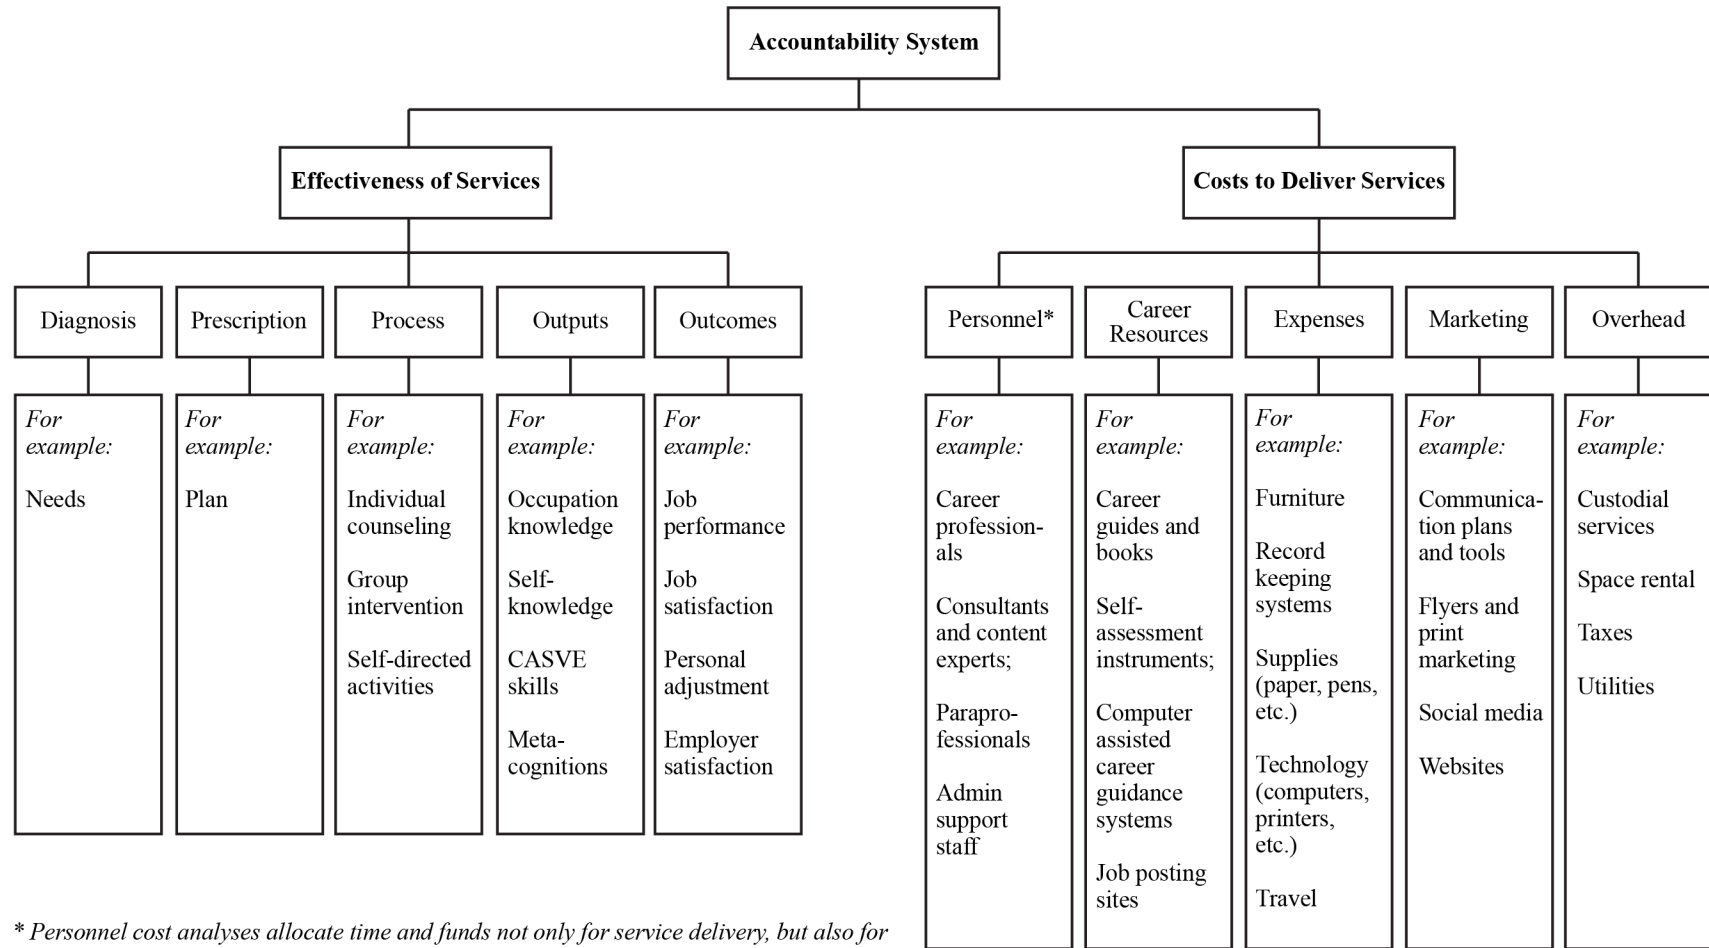 Accountability System
Effectiveness of Services
Costs to Deliver Services
Diagnosis
Prescription
Process
Outputs
Outcomes
Personnel*
Career
Resources
Expenses
Marketing
Overhead
For
example:
Needs
For
example:
Plan
For
example:
Individual
counseling
Group
intervention
Self-directed
activities
For
example:
Occupation
knowledge
Self-
knowledge
CASVE
skills
Meta-
cognitions
For
example:
Job
performance
Job
satisfaction
Personal
adjustment
Employer
satisfaction
For
example:
Career
profession-
als
Consultants
and content
experts;
Parapro-
fessionals
Admin
support
staff
For
example:
Career
guides and
books
Self-
assessment
instruments;
Computer
assisted
career
guidance
systems
Job posting
sites
For
example:
Furniture
Record
keeping
systems
Supplies
(paper, pens,
etc.)
Technology
(computers,
printers,
etc.)
Travel
For
example:
Communica-
tion plans
and tools
Flyers and
print
marketing
Social media
Websites
For
example:
Custodial
services
Space rental
Taxes
Utilities
* Personnel cost analyses allocate time and funds not only for service delivery, but also for